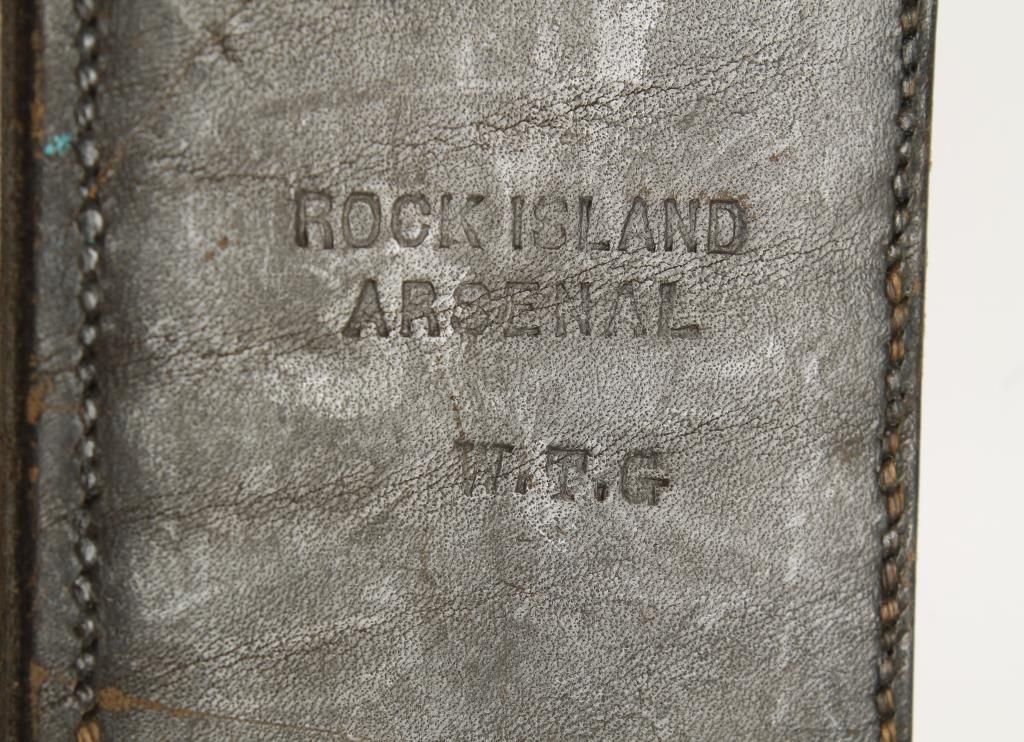 ROCK ISLAND
ARSENAL
W.T.G